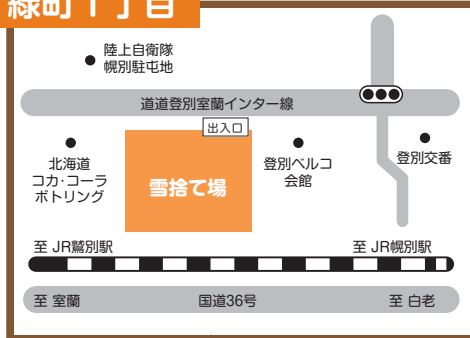 緑町1丁目
陸上自衛隊
幌別駐屯地
道道登別室蘭インター線
出入口
北海道
コカ・コーラ
ボトリング
雪捨て場
登別ベルコ
会館
登別交番
至 JR鷲別駅
至 JR幌別駅
至 室蘭
国道36号
至 白老